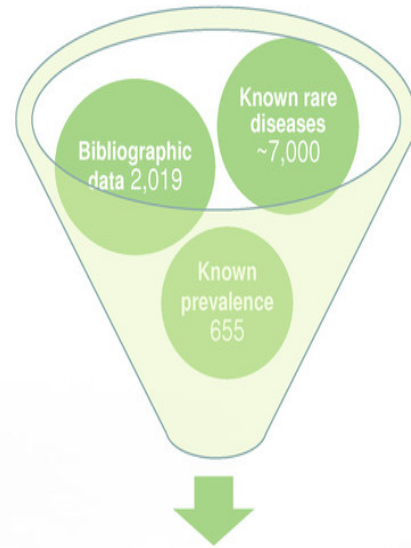 Known rare
diseases
~7,000
Bibliographic
data 2,019
Known
prevalence
655